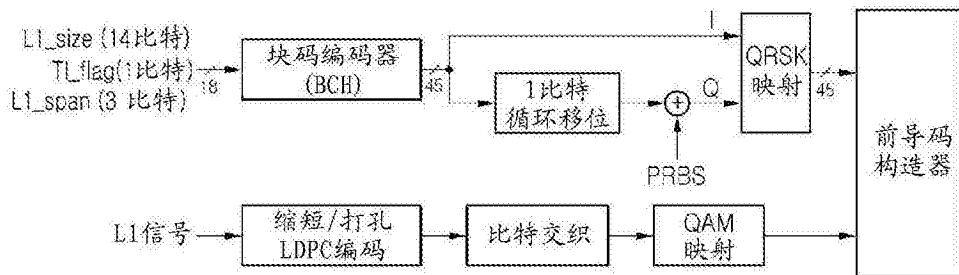 L1_size (14比特)
TI_flag(1比特)
L1_span (3 比特)
18
块码编码器
(BCH)
45
1比特
循环移位
I
Q
PRBS
QRSK
映射
45
前导码
构造器
L1信号
缩短/打孔
LDPC编码
比特交织
QAM
映射